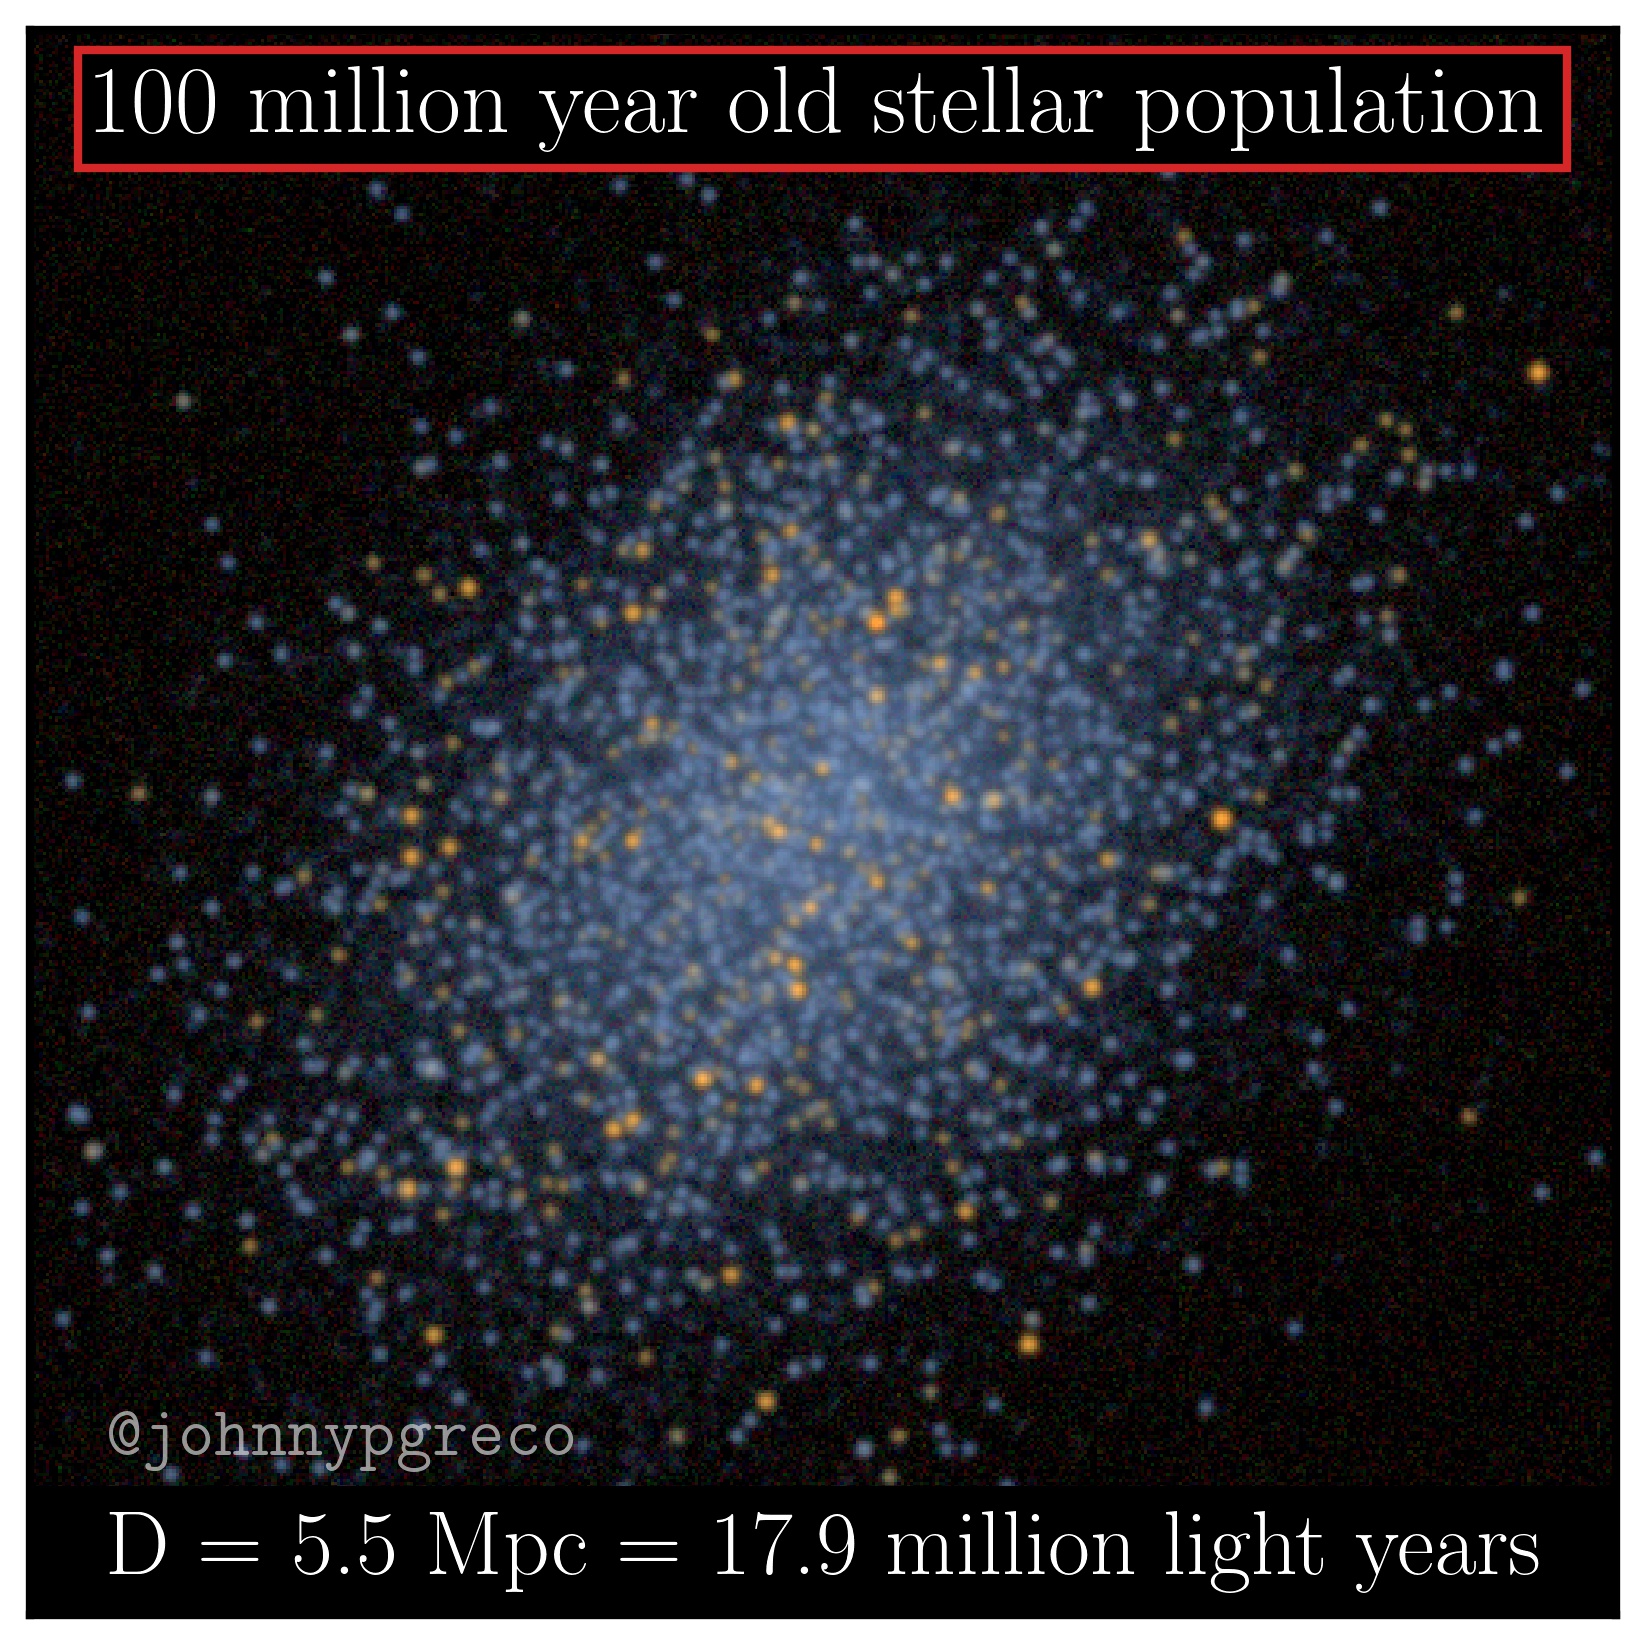 100 million year old stellar population
@johnnypgreco
D = 5.5 Mpc = 17.9 million light years